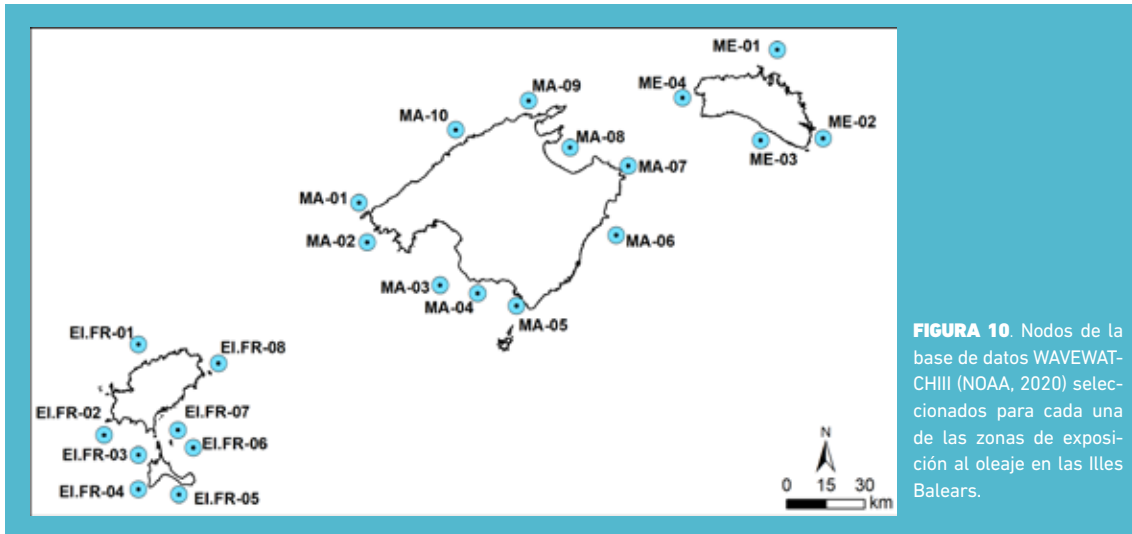 ME-01
ME-04
ME-02
ME-03
MA-09
MA-10
MA-08
MA-07
MA-01
MA-02
MA-06
MA-03
MA-04
MA-05
EI.FR-01
EI.FR-08
EI.FR-02
EI.FR-07
EI.FR-06
EI.FR-03
EI.FR-04
EI.FR-05
N
0 15 30
km
FIGURA 10. Nodos de la
base de datos WAVEWAT-
CHIII (NOAA, 2020) selec-
cionados para cada una
de las zonas de exposi-
ción al oleaje en las Illes
Balears.